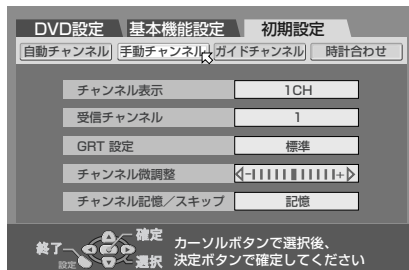 DVD設定 基本機能設定 初期設定
自動チャンネル 手動チャンネル ガイドチャンネル 時計合わせ
チャンネル表示 1CH
受信チャンネル 1
GRT 設定 標準
チャンネル微調整 -+
チャンネル記憶／スキップ 記憶
確定
終了
設定
選択
カーソルボタンで選択後、
決定ボタンで確定してください